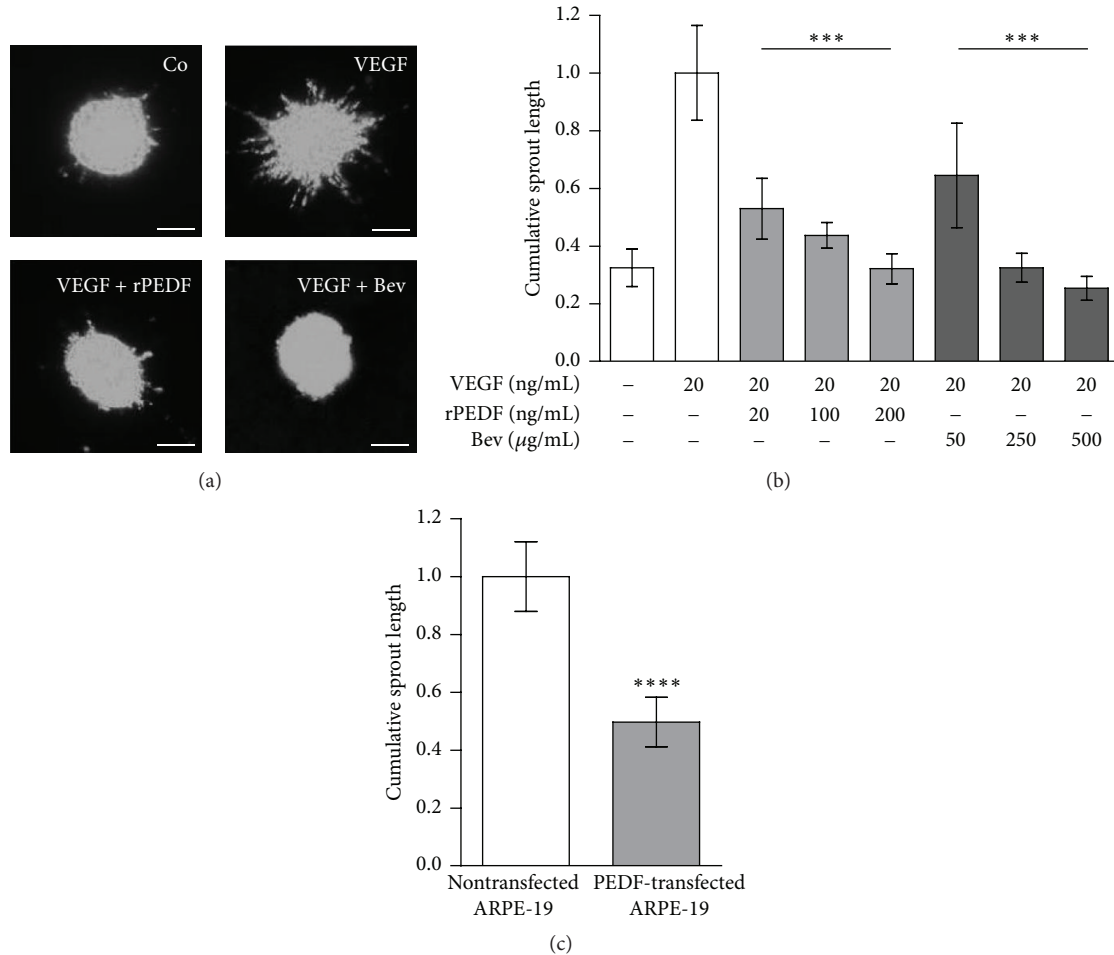 Co
VEGF
VEGF + rPEDF
VEGF + Bev
(a)
Cumulative sprout length
1.2
1.0
0.8
0.6
0.4
0.2
0.0
***
***
VEGF (ng/mL) – 20 20 20 20 20 20 20
rPEDF (ng/mL) – – 20 100 200 – – –
Bev (μg/mL) – – – – – 50 250 500
(b)
Cumulative sprout length
1.2
1.0
0.8
0.6
0.4
0.2
0.0
****
Nontransfected
ARPE-19
PEDF-transfected
ARPE-19
(c)